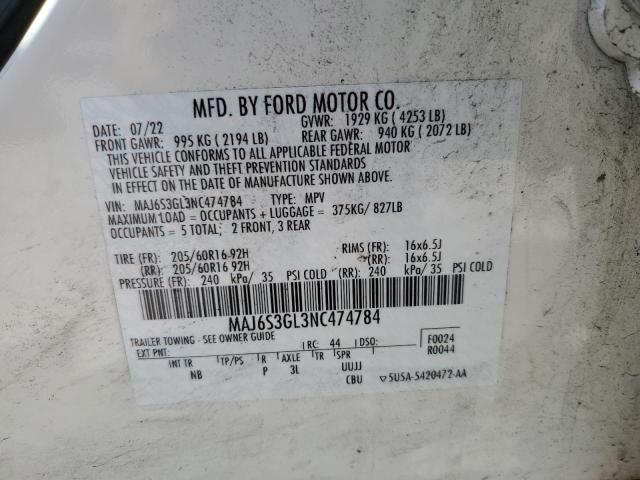 MFD. BY FORD MOTOR CO.
DATE: 07/22 GVWR: 1929 KG ( 4253 LB)
FRONT GAWR: 995 KG ( 2194 LB) REAR GAWR: 940 KG ( 2072 LB)
THIS VEHICLE CONFORMS TO ALL APPLICABLE FEDERAL MOTOR
VEHICLE SAFETY AND THEFT PREVENTION STANDARDS
IN EFFECT ON THE DATE OF MANUFACTURE SHOWN ABOVE.
VIN: MAJ6S3GL3NC474784 TYPE: MPV
MAXIMUM LOAD = OCCUPANTS + LUGGAGE = 375KG/ 827LB
OCCUPANTS = 5 TOTAL; 2 FRONT, 3 REAR
TIRE (FR): 205/60R16 92H RIMS (FR): 16x6.5J
(RR): 205/60R16 92H (RR): 16x6.5J
PRESSURE (FR): 240 kPa/ 35 PSI COLD (RR): 240 kPa/ 35 PSI COLD
MAJ6S3GL3NC474784
TRAILER TOWING - SEE OWNER GUIDE
EXT PNT: RC: 44 DSO: F0024
R0044
INT TR TP/PS R AXLE TR SPR
NB P 3L UUJJ
CBU 5U5A-5420472-AA